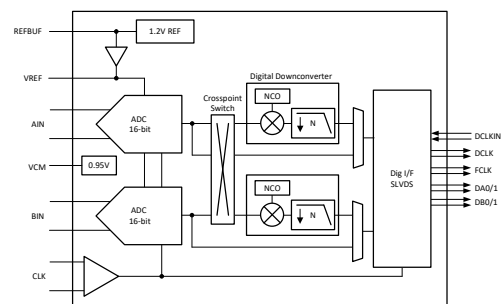 REFBUF
1.2V REF
VREF
Digital Downconverter
Crosspoint
Switch
NCO
N
ADC
16-bit
AIN
DCLKIN
DCLK
VCM
0.95V
Dig I/F
SLVDS
FCLK
DA0/1
DB0/1
NCO
N
ADC
16-bit
BIN
CLK